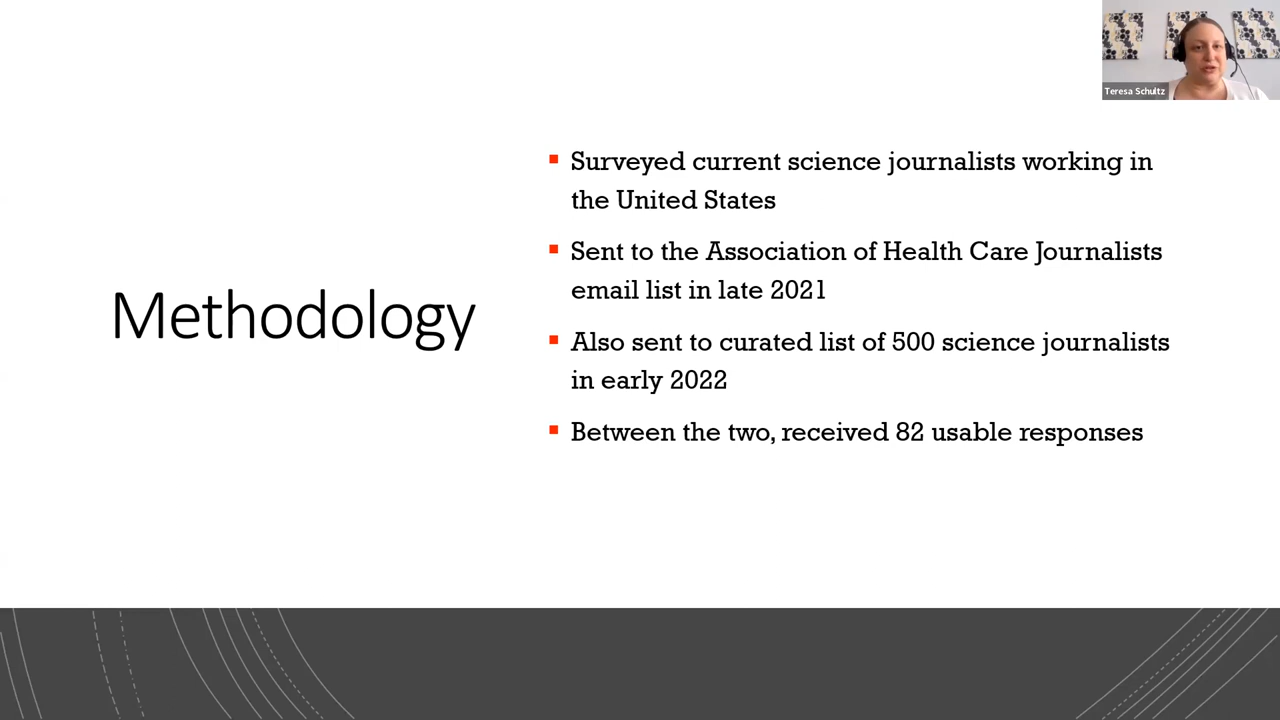 Teresa Schultz
Methodology
▪ Surveyed current science journalists working in
the United States
▪ Sent to the Association of Health Care Journalists
email list in late 2021
▪ Also sent to curated list of 500 science journalists
in early 2022
▪ Between the two, received 82 usable responses